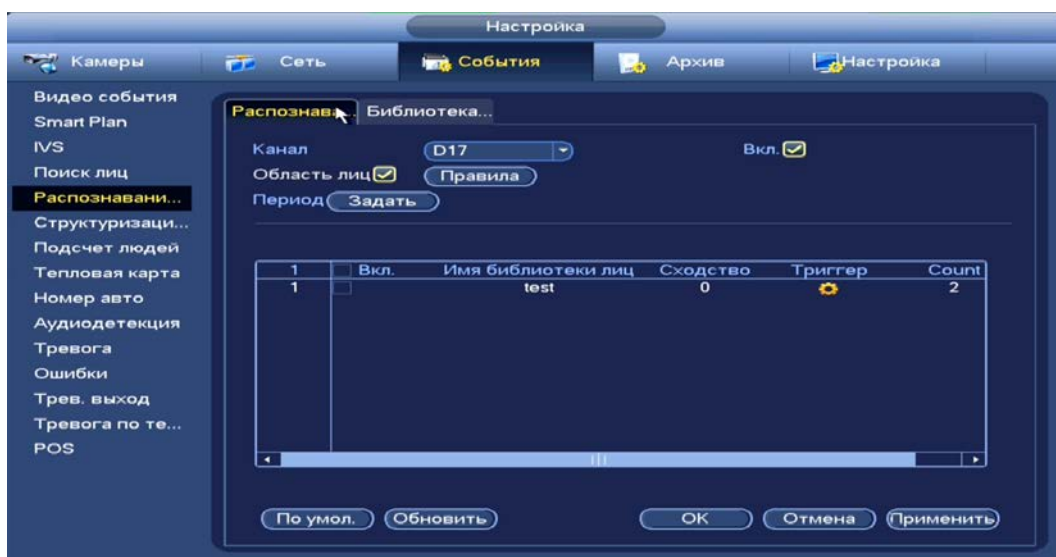 Настройка
Камеры Сеть События Архив Настройка
Видео события
Smart Plan
IVS
Поиск лиц
Распознавани...
Структуризаци...
Подсчет людей
Тепловая карта
Номер авто
Аудиодетекция
Тревога
Ошибки
Трев. выход
Тревога по те...
POS
Распознава... Библиотека...
Канал D17 Вкл.
Область лиц Правила
Период Задать
1 Вкл. Имя библиотеки лиц Сходство Триггер Count
1 test 0 2
По умол. Обновить OK Отмена Применить